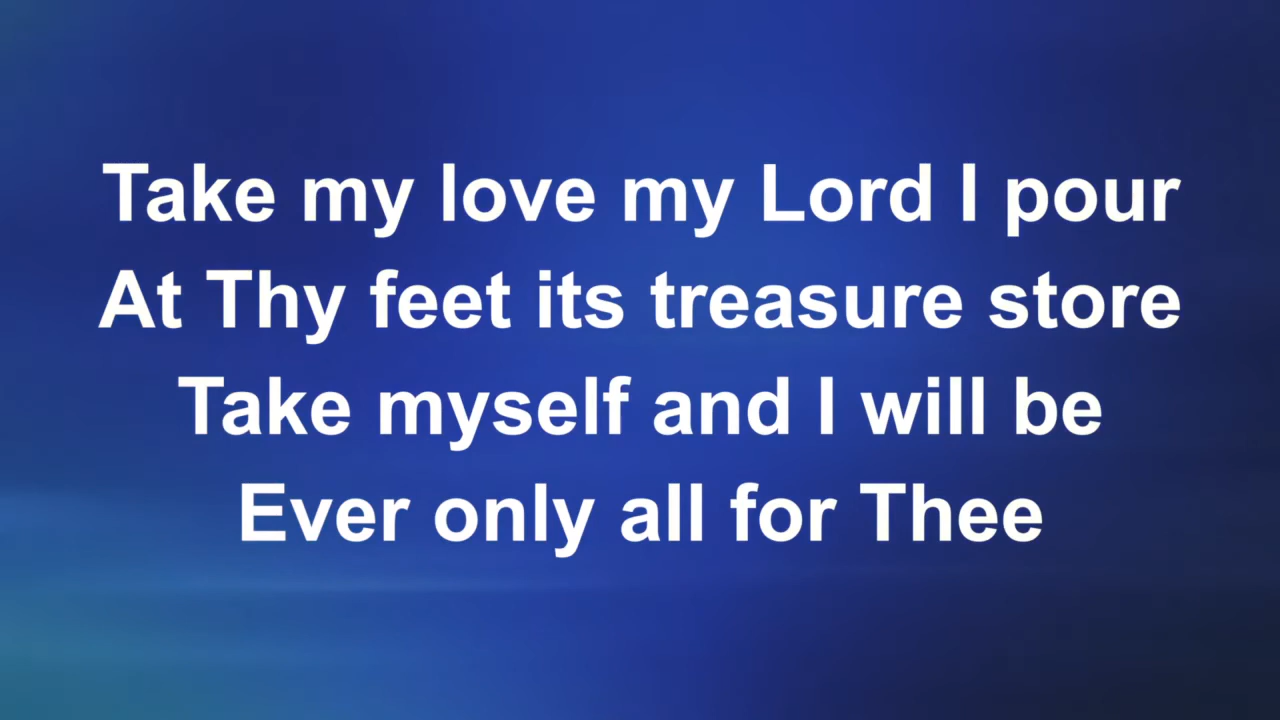 Take my love my Lord I pour
At Thy feet its treasure store
Take myself and I will be
Ever only all for Thee